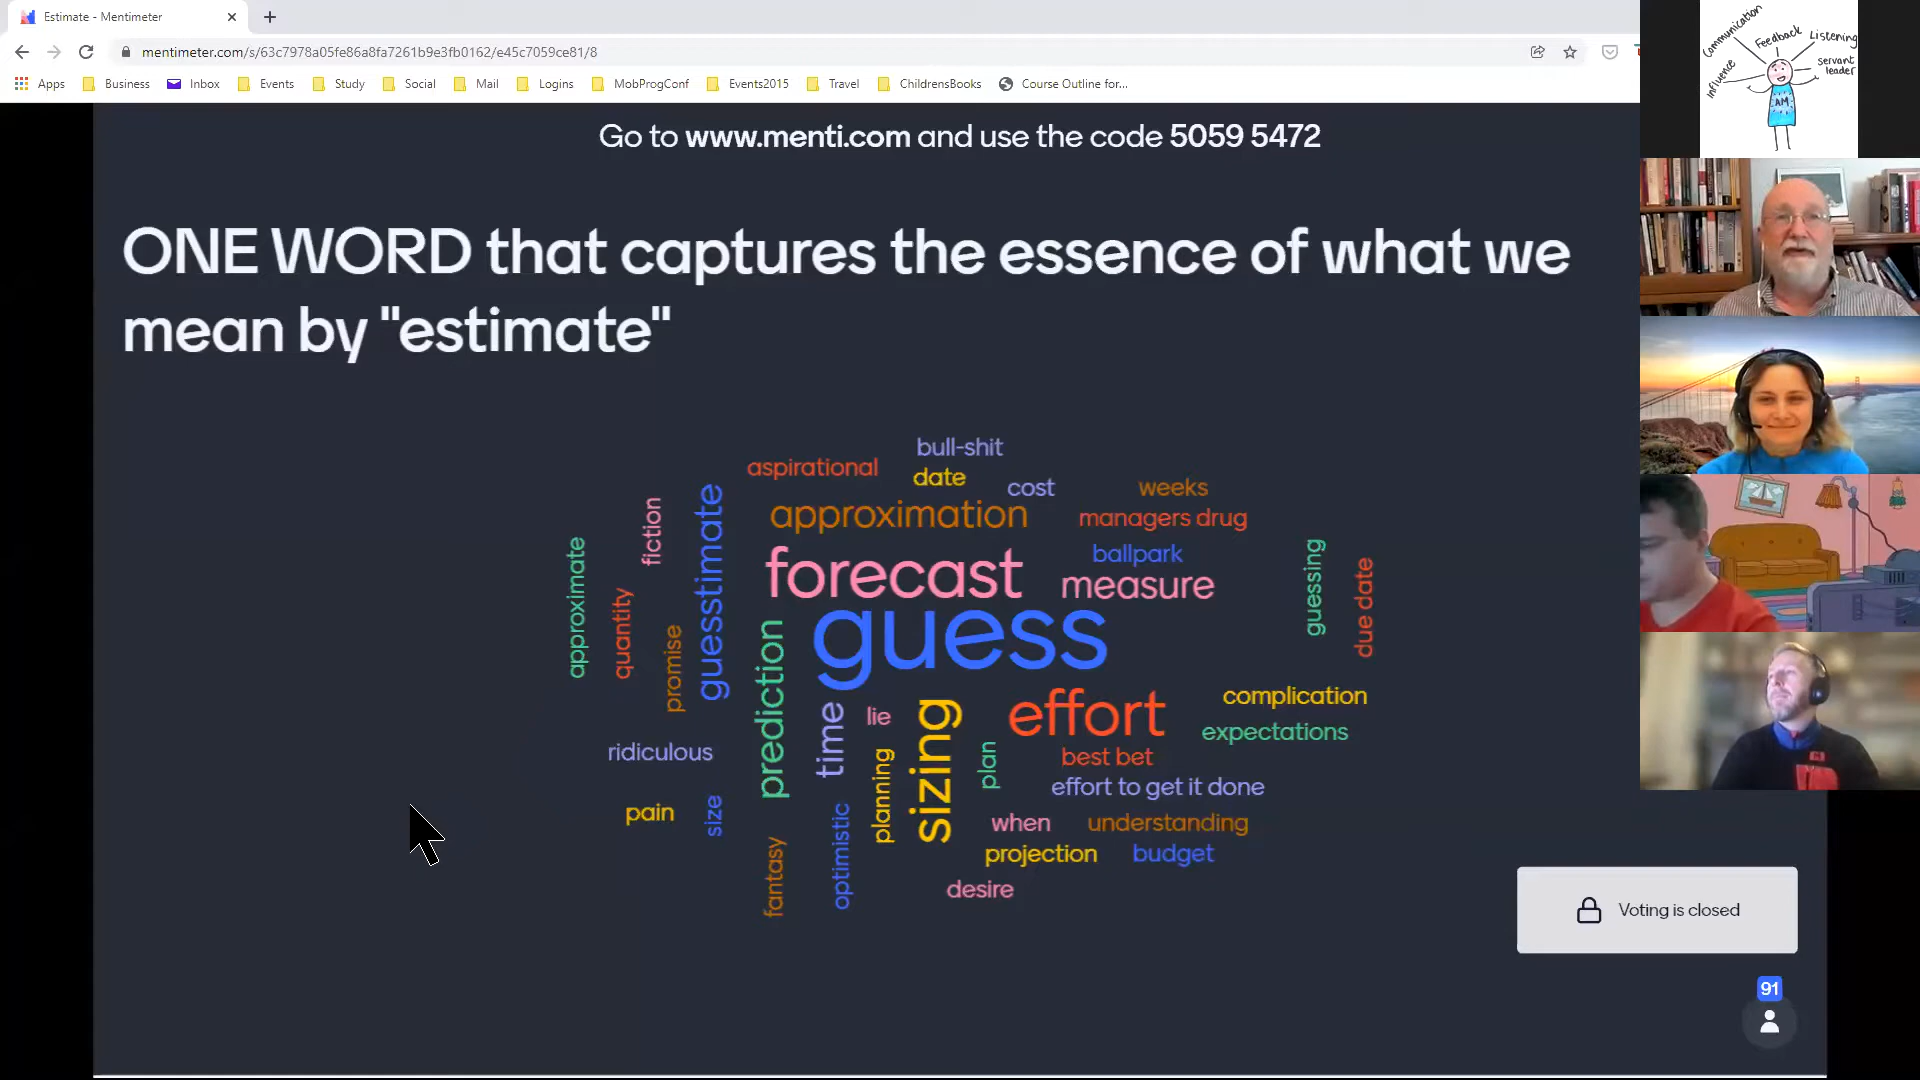 Estimate - Mentimeter
mentimeter.com/s/63c7978a05fe86a8fa7261b9e3fb0162/e45c7059ce81/8
Apps Business Inbox Events Study Social Mail Logins MobProgConf Events2015 Travel ChildrensBooks Course Outline for...
Go to www.menti.com and use the code 5059 5472
ONE WORD that captures the essence of what we
mean by "estimate"
bull-shit
aspirational
date
cost
weeks
approximation
managers drug
fiction
guesstimate
approximate
forecast
ballpark
measure
guessing
due date
quantity
promise
guess
prediction
time
lie
sizing
effort
complication
expectations
ridiculous
planning
plan
best bet
effort to get it done
pain
size
when
understanding
fantasy
optimistic
projection
budget
desire
Voting is closed
91
Communication
Feedback
Listening
Influence
servant
leader
AM